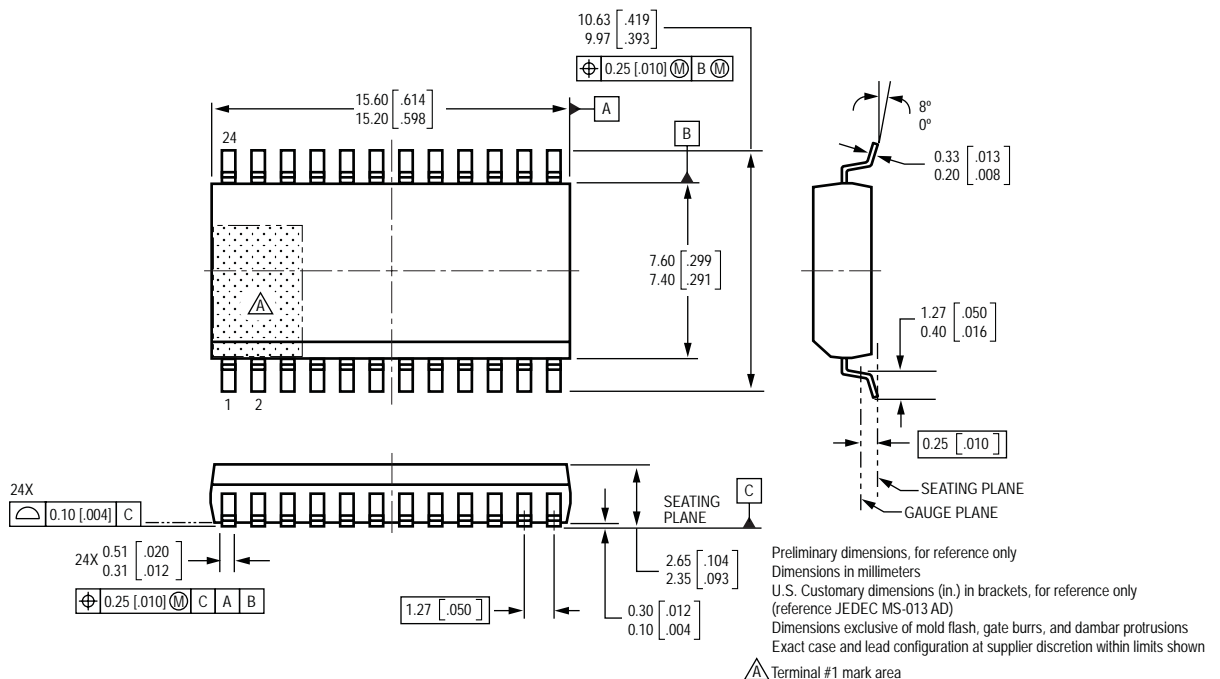 10.63 [.419]
9.97 [.393]
⌖ 0.25 [.010] Ⓜ B Ⓜ
15.60 [.614]
15.20 [.598]
A
24
B
8º
0º
0.33 [.013]
0.20 [.008]
7.60 [.299]
7.40 [.291]
A
1.27 [.050]
0.40 [.016]
1 2
0.25 [.010]
24X
⌓ 0.10 [.004] C
SEATING
PLANE
C
SEATING PLANE
GAUGE PLANE
24X 0.51 [.020]
0.31 [.012]
⌖ 0.25 [.010] Ⓜ C A B
2.65 [.104]
2.35 [.093]
1.27 [.050]
0.30 [.012]
0.10 [.004]
Preliminary dimensions, for reference only
Dimensions in millimeters
U.S. Customary dimensions (in.) in brackets, for reference only
(reference JEDEC MS-013 AD)
Dimensions exclusive of mold flash, gate burrs, and dambar protrusions
Exact case and lead configuration at supplier discretion within limits shown
A Terminal #1 mark area